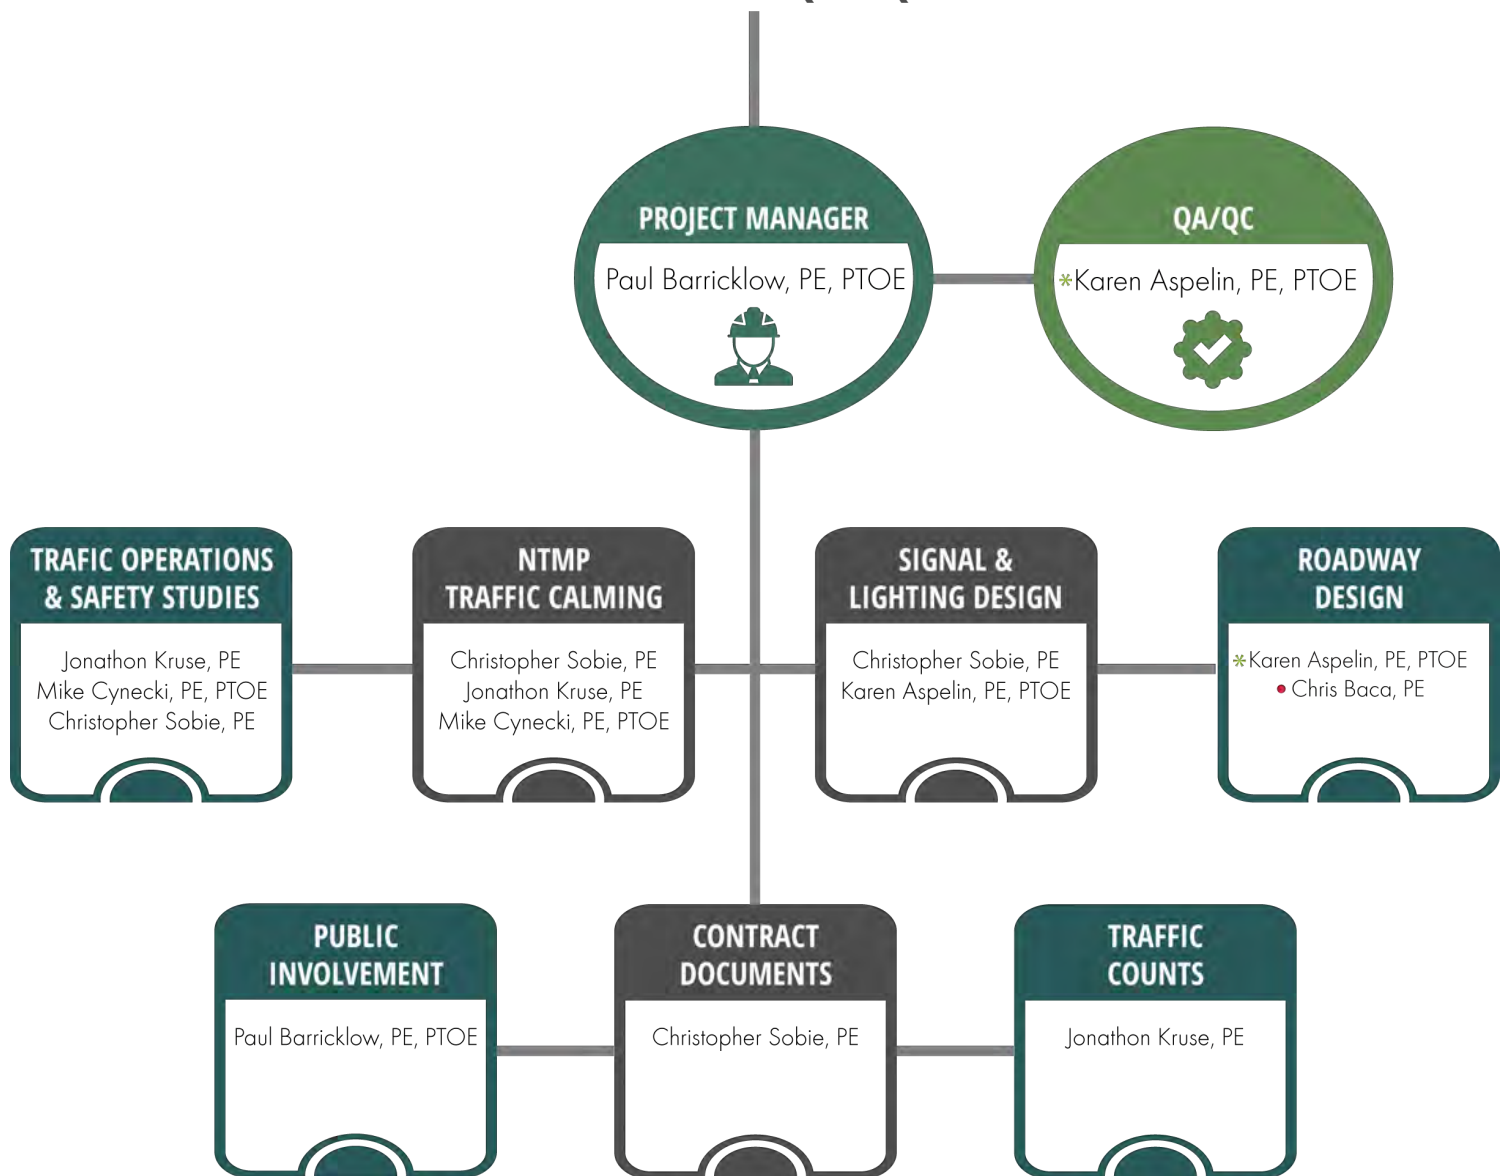 PROJECT MANAGER
Paul Barricklow, PE, PTOE
QA/QC
*Karen Aspelin, PE, PTOE
TRAFIC OPERATIONS
& SAFETY STUDIES
Jonathon Kruse, PE
Mike Cynecki, PE, PTOE
Christopher Sobie, PE
NTMP
TRAFFIC CALMING
Christopher Sobie, PE
Jonathon Kruse, PE
Mike Cynecki, PE, PTOE
SIGNAL &
LIGHTING DESIGN
Christopher Sobie, PE
Karen Aspelin, PE, PTOE
ROADWAY
DESIGN
*Karen Aspelin, PE, PTOE
• Chris Baca, PE
PUBLIC
INVOLVEMENT
Paul Barricklow, PE, PTOE
CONTRACT
DOCUMENTS
Christopher Sobie, PE
TRAFFIC
COUNTS
Jonathon Kruse, PE